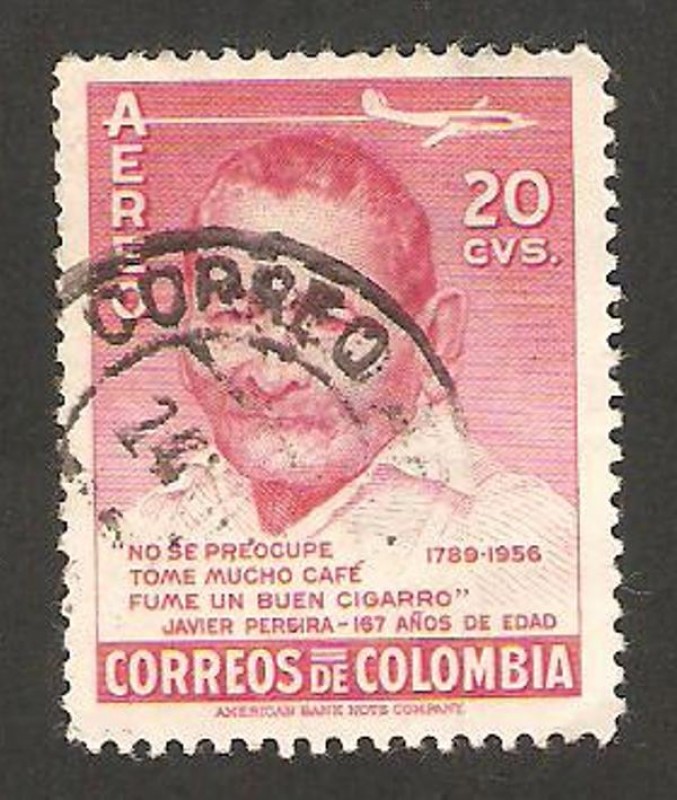 AEREO
20
CVS.
CORREO
24
"NO SE PREOCUPE
1789-1956
TOME MUCHO CAFÉ
FUME UN BUEN CIGARRO"
JAVIER PEREIRA-167 AÑOS DE EDAD
CORREOS DE COLOMBIA
AMERICAN BANK NOTE COMPANY.